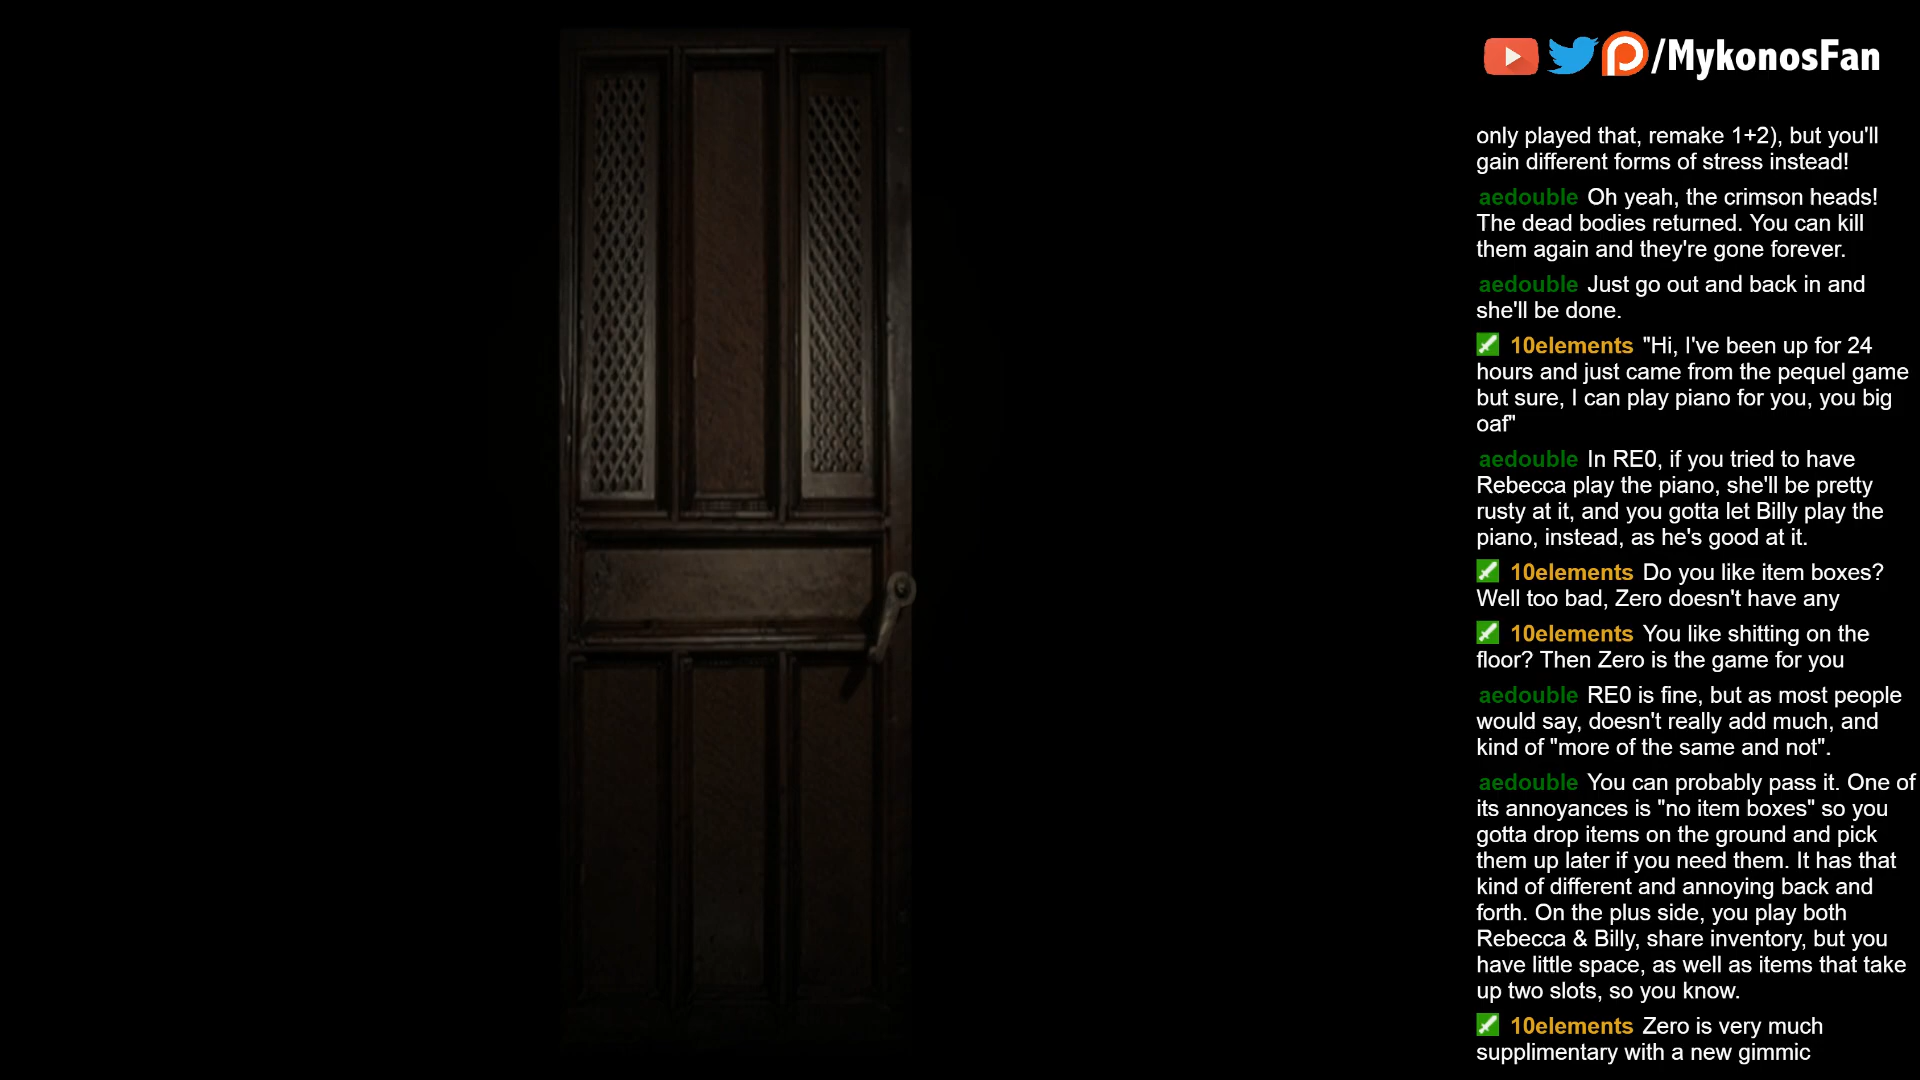 /MykonosFan
only played that, remake 1+2), but you'll
gain different forms of stress instead!
aedouble Oh yeah, the crimson heads!
The dead bodies returned. You can kill
them again and they're gone forever.
aedouble Just go out and back in and
she'll be done.
10elements "Hi, I've been up for 24
hours and just came from the pequel game
but sure, I can play piano for you, you big
oaf"
aedouble In RE0, if you tried to have
Rebecca play the piano, she'll be pretty
rusty at it, and you gotta let Billy play the
piano, instead, as he's good at it.
10elements Do you like item boxes?
Well too bad, Zero doesn't have any
10elements You like shitting on the
floor? Then Zero is the game for you
aedouble RE0 is fine, but as most people
would say, doesn't really add much, and
kind of "more of the same and not".
aedouble You can probably pass it. One of
its annoyances is "no item boxes" so you
gotta drop items on the ground and pick
them up later if you need them. It has that
kind of different and annoying back and
forth. On the plus side, you play both
Rebecca & Billy, share inventory, but you
have little space, as well as items that take
up two slots, so you know.
10elements Zero is very much
supplimentary with a new gimmic